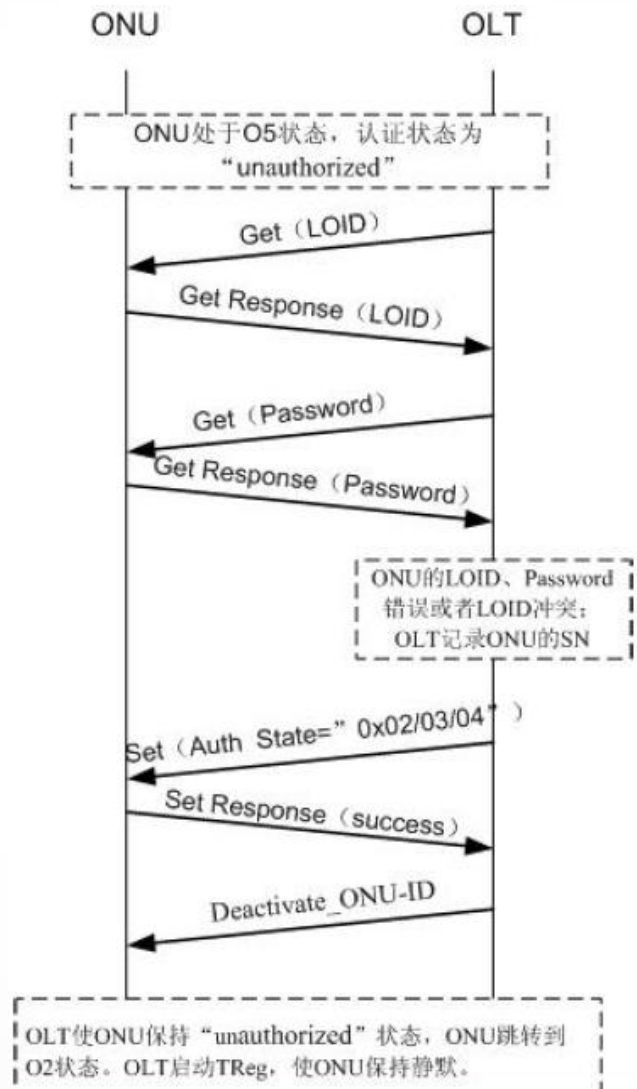 ONU
OLT
ONU处于O5状态，认证状态为
“unauthorized”
Get（LOID）
Get Response（LOID）
Get（Password）
Get Response（Password）
ONU的LOID、Password
错误或者LOID冲突；
OLT记录ONU的SN
Set（Auth State=”0x02/03/04”）
Set Response（success）
Deactivate_ONU-ID
OLT使ONU保持“unauthorized”状态，ONU跳转到
O2状态。OLT启动TReg，使ONU保持静默。